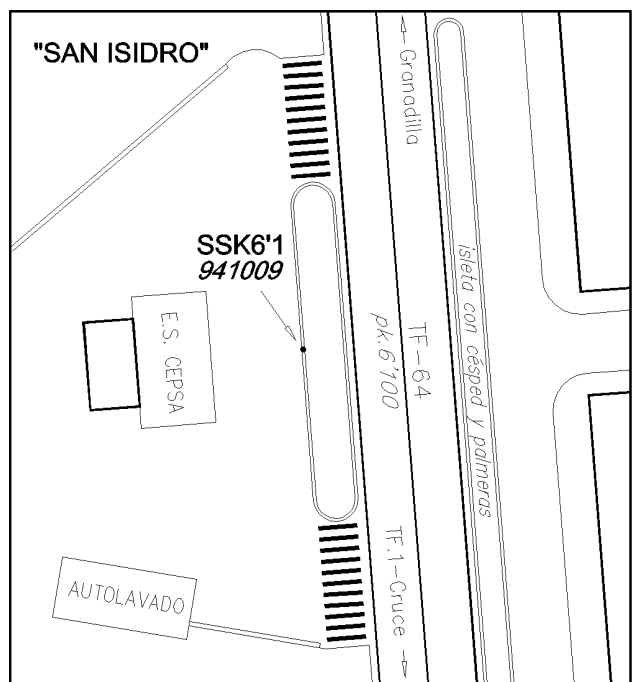 "SAN ISIDRO"
← Granadilla
SSK6'1
941009
isleta con césped y palmeras
E.S. CEPSA
TF-64
pk.6'100
TF.1-Cruce →
AUTOLAVADO